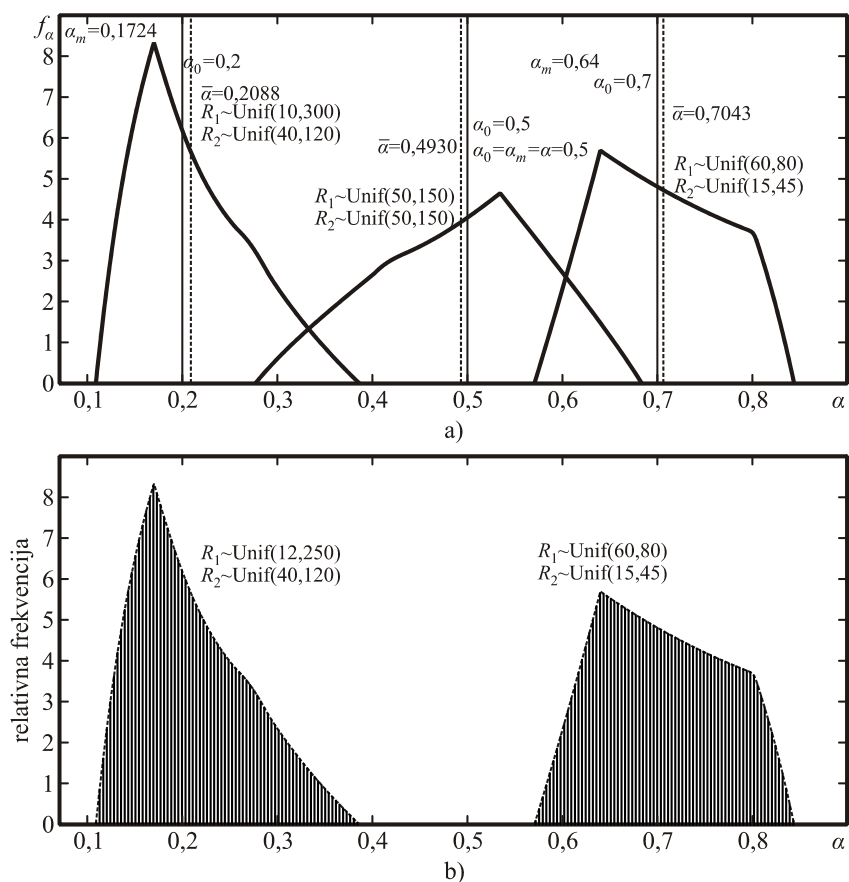 f_α α_m=0,1724
8
7
6
5
4
3
2
1
0
α_0=0,2
α̅=0,2088
R_1~Unif(10,300)
R_2~Unif(40,120)
α̅=0,4930
R_1~Unif(50,150)
R_2~Unif(50,150)
α_0=0,5
α_0=α_m=α=0,5
α_m=0,64
α_0=0,7
α̅=0,7043
R_1~Unif(60,80)
R_2~Unif(15,45)
0,1 0,2 0,3 0,4 0,5 0,6 0,7 0,8 α
a)
relativna frekvencija
8
7
6
5
4
3
2
1
0
R_1~Unif(12,250)
R_2~Unif(40,120)
R_1~Unif(60,80)
R_2~Unif(15,45)
0,1 0,2 0,3 0,4 0,5 0,6 0,7 0,8 α
b)